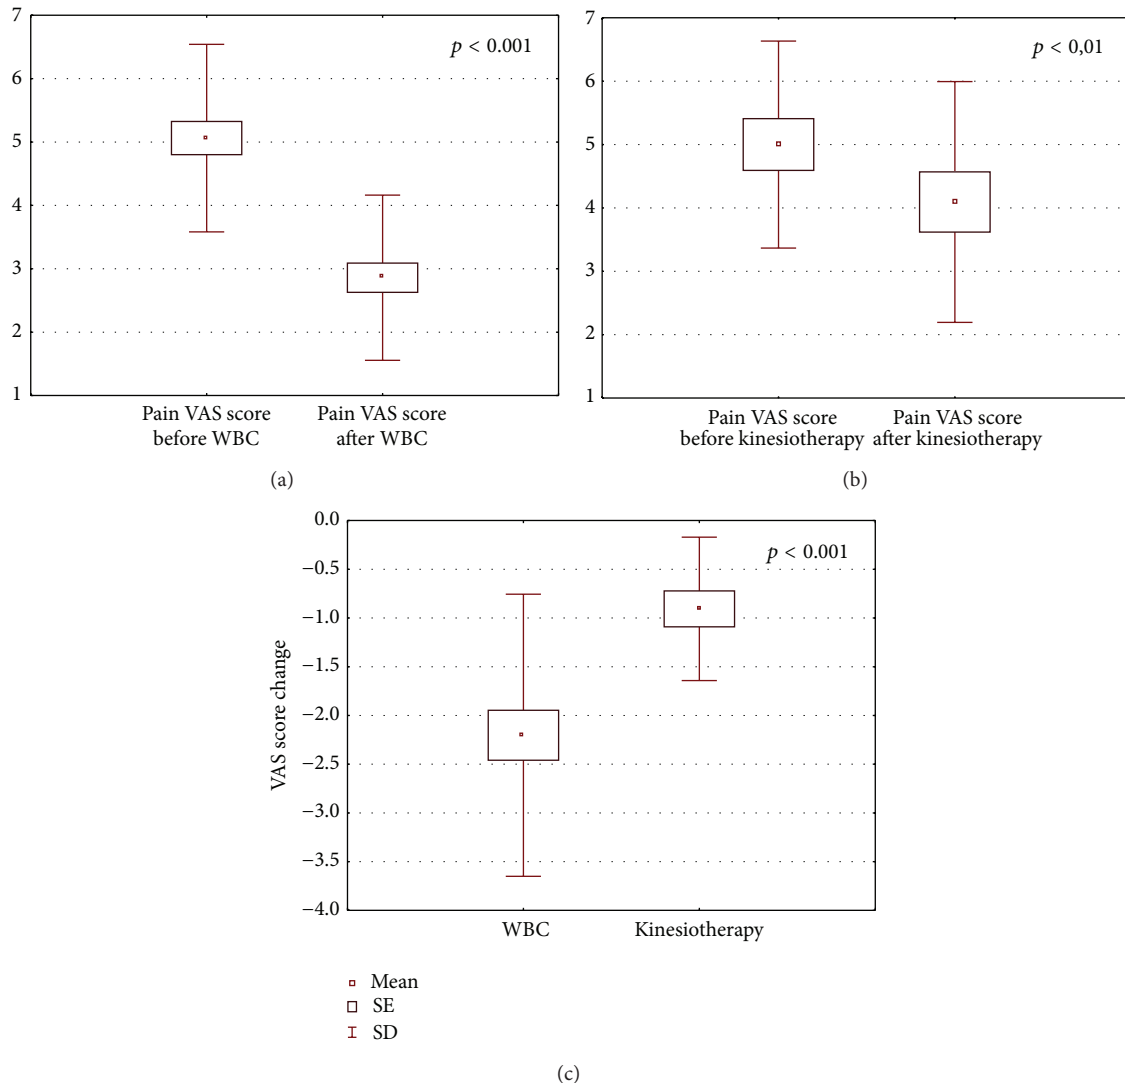 7
6
5
4
3
2
1
p < 0.001
Pain VAS score
before WBC
Pain VAS score
after WBC
(a)
7
6
5
4
3
2
1
p < 0,01
Pain VAS score
before kinesiotherapy
Pain VAS score
after kinesiotherapy
(b)
VAS score change
0.0
−0.5
−1.0
−1.5
−2.0
−2.5
−3.0
−3.5
−4.0
p < 0.001
WBC
Kinesiotherapy
Mean
SE
SD
(c)